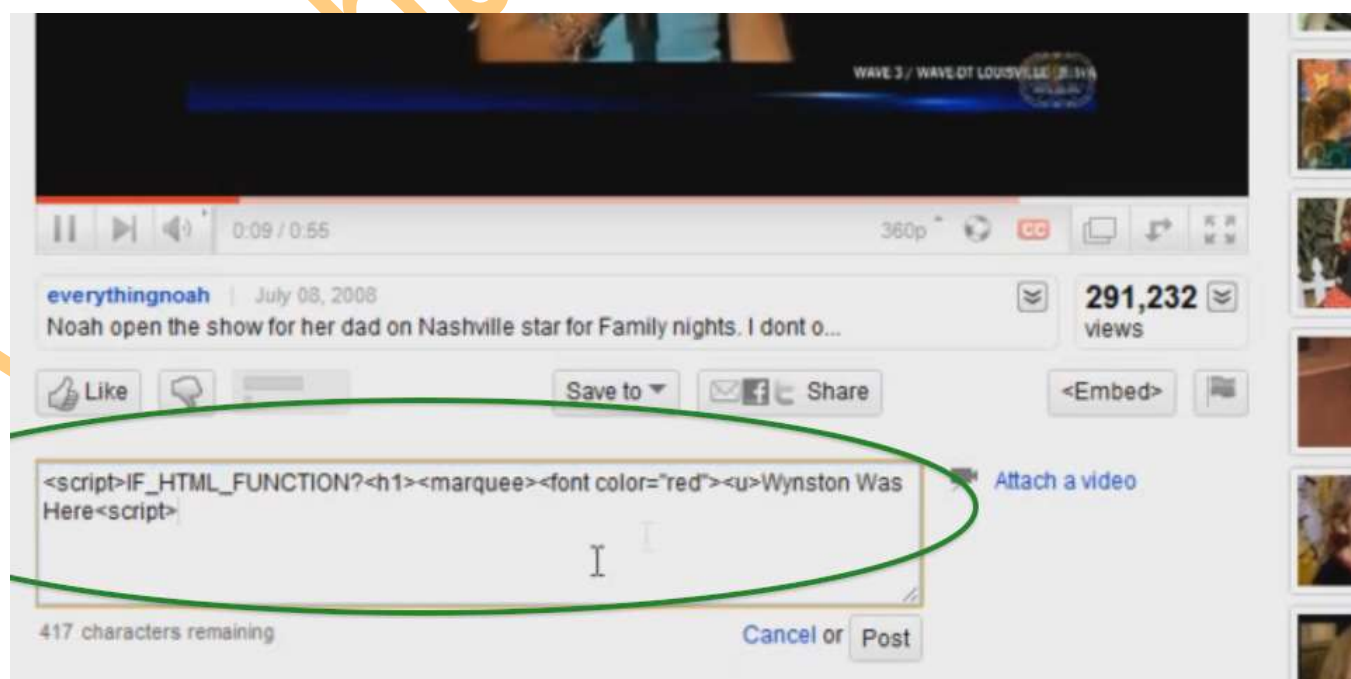 WAVE 3 / WAVE-DT LOUISVILLE
0:09 / 0:55
360p
CC
everythingnoah | July 08, 2008
Noah open the show for her dad on Nashville star for Family nights. I dont o...
291,232
views
Like
Save to
Share
<Embed>
<script>IF_HTML_FUNCTION?<h1><marquee><font color="red"><u>Wynston Was
Here<script>
Attach a video
417 characters remaining
Cancel or Post